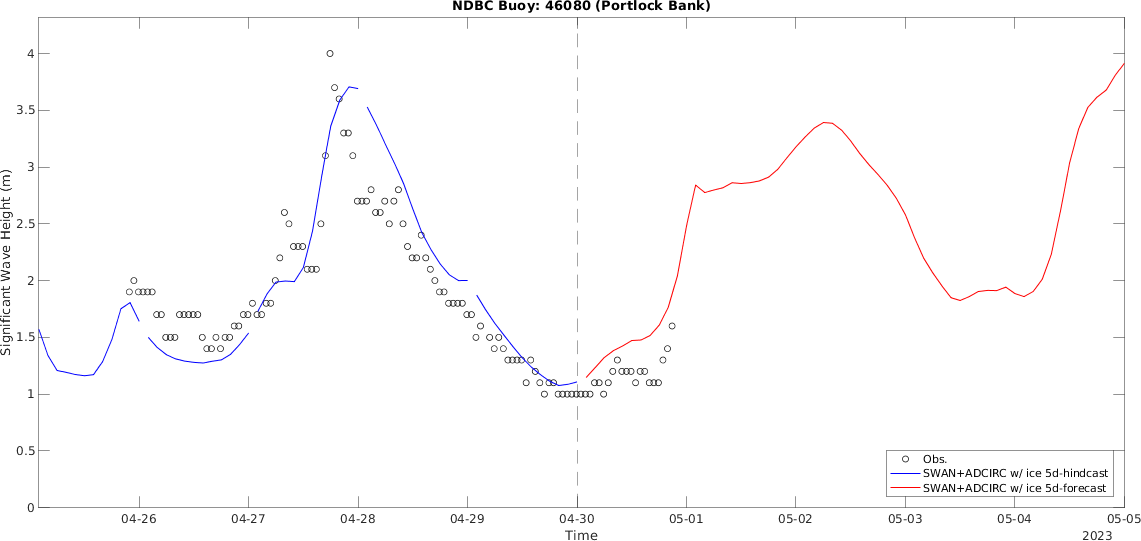 NDBC Buoy: 46080 (Portlock Bank)
Significant Wave Height (m)
4
3.5
3
2.5
2
1.5
1
0.5
0
Obs.
SWAN+ADCIRC w/ ice 5d-hindcast
SWAN+ADCIRC w/ ice 5d-forecast
04-26 04-27 04-28 04-29 04-30 05-01 05-02 05-03 05-04 05-05
Time
2023